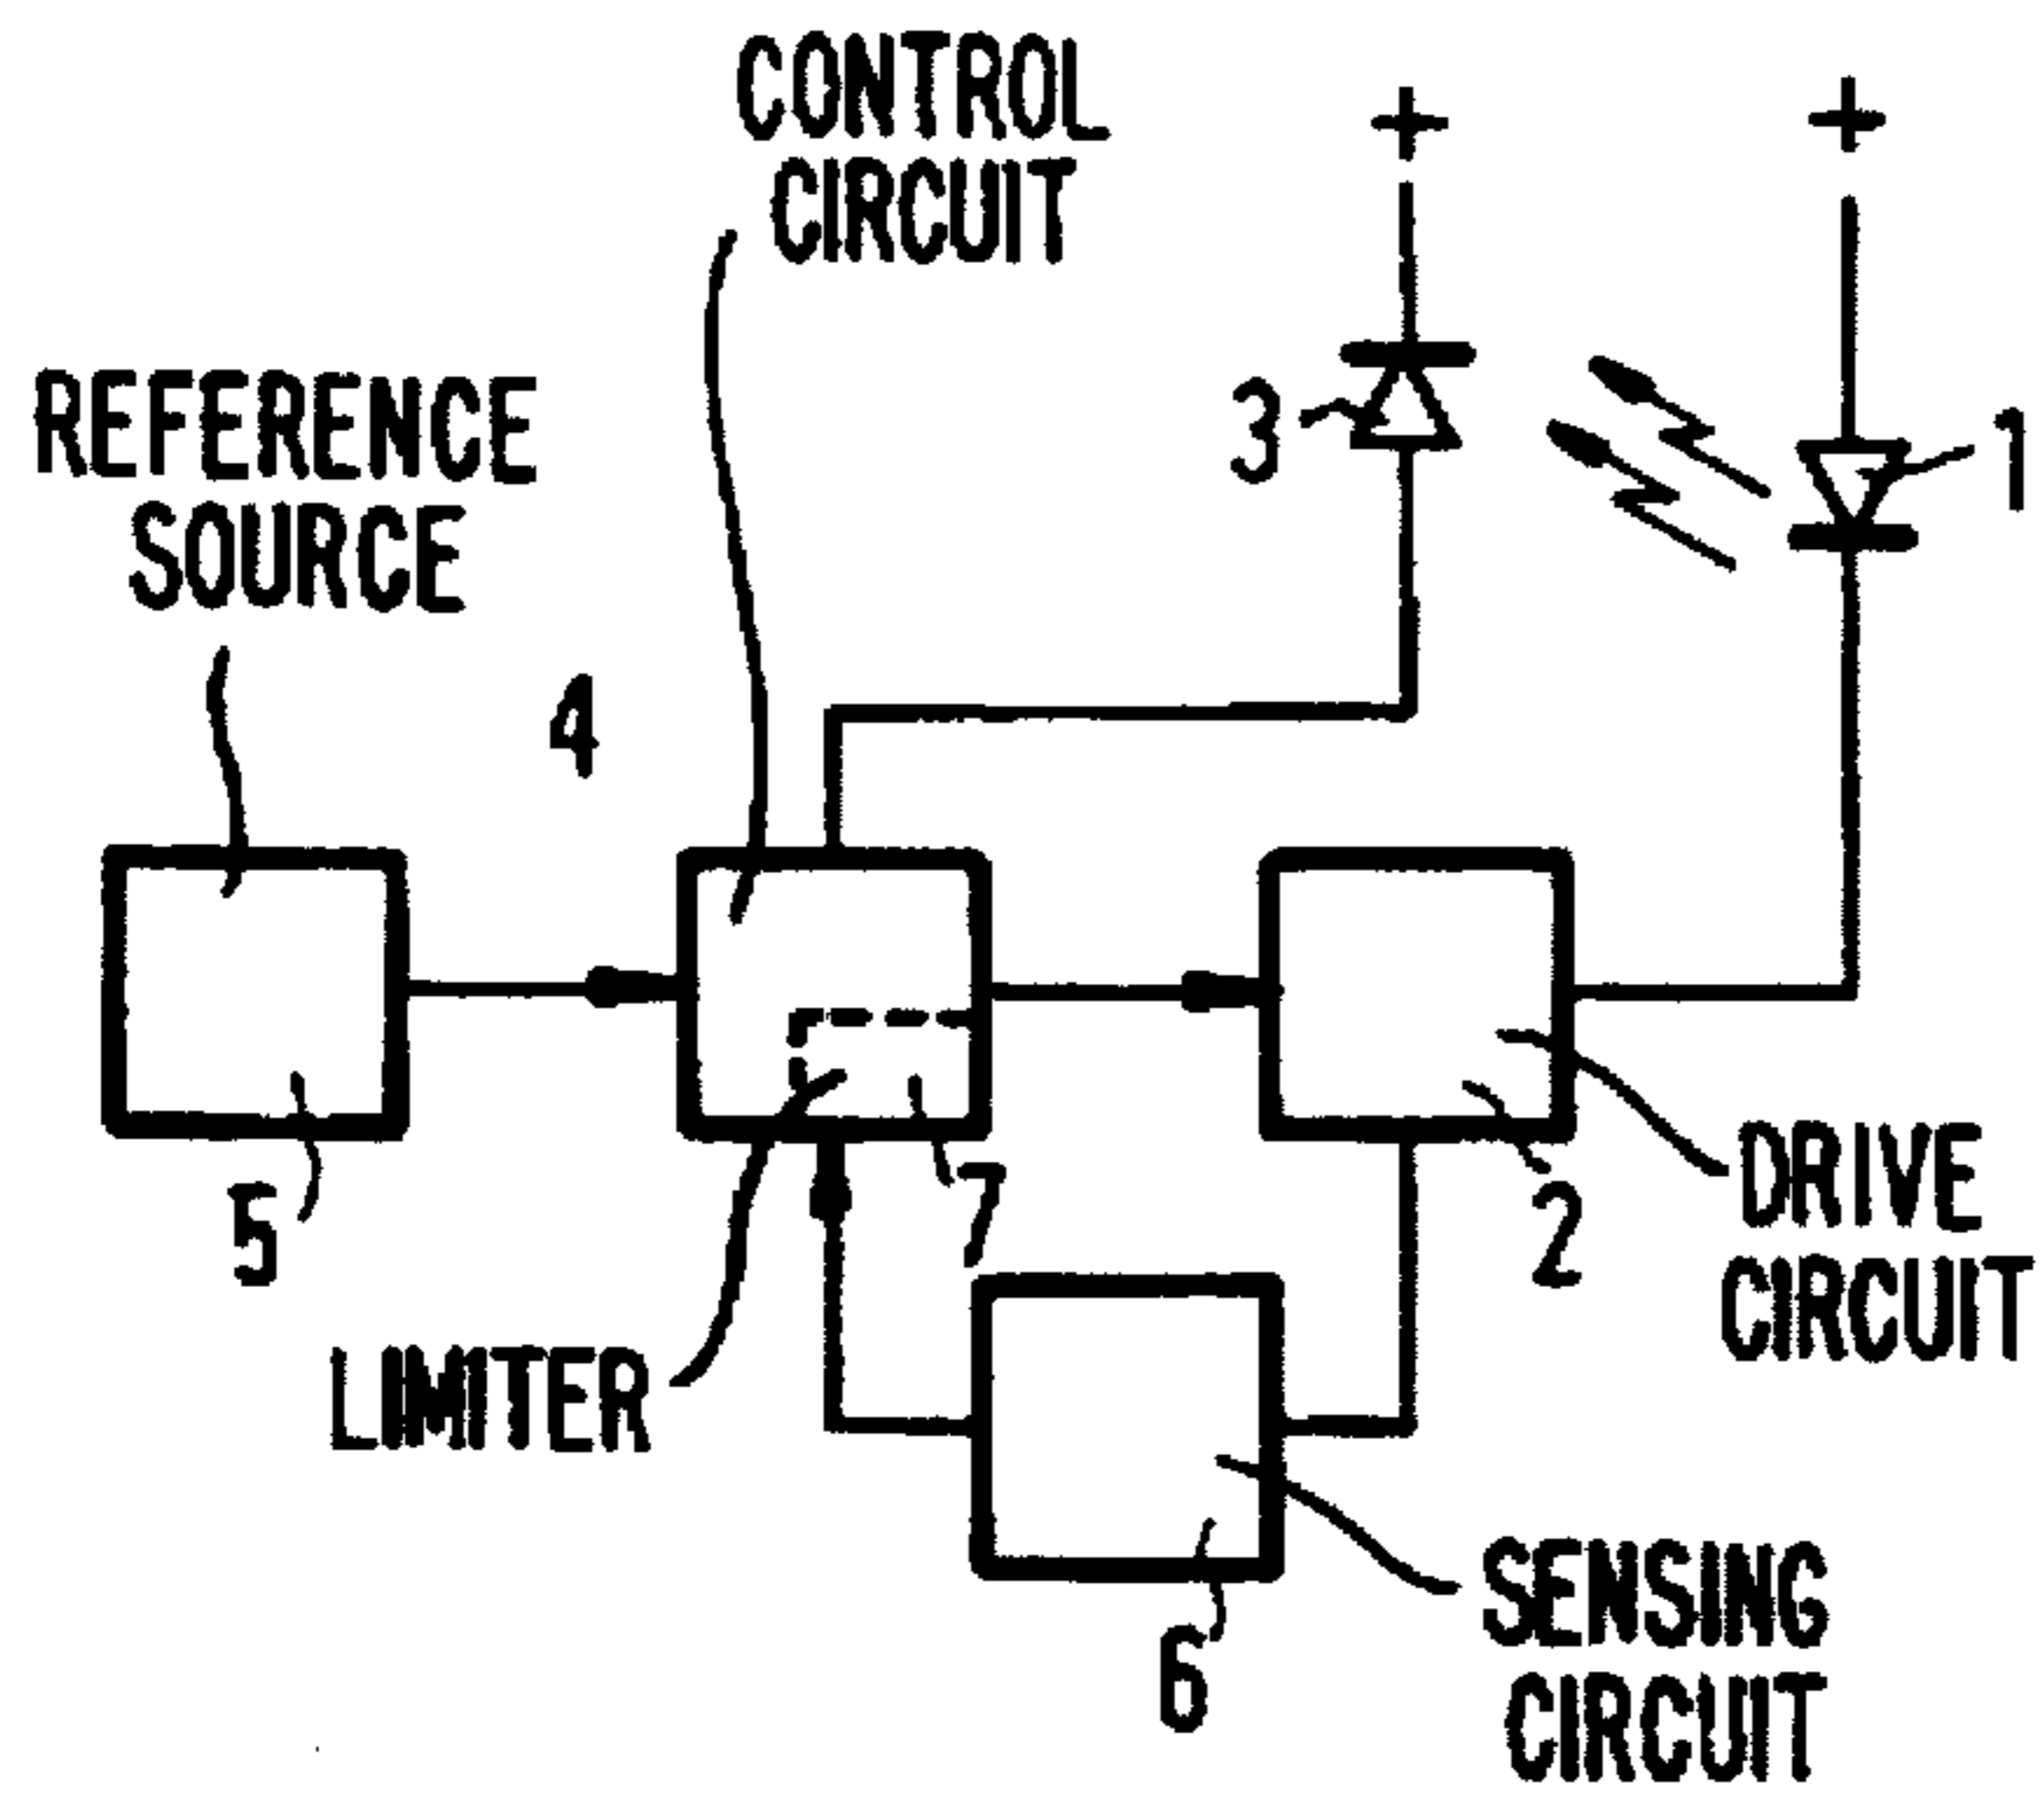 CONTROL
CIRCUIT
+
+
REFERENCE
SOURCE
3
1
4
5
7
2
DRIVE
CIRCUIT
LIMITER
6
SENSING
CIRCUIT